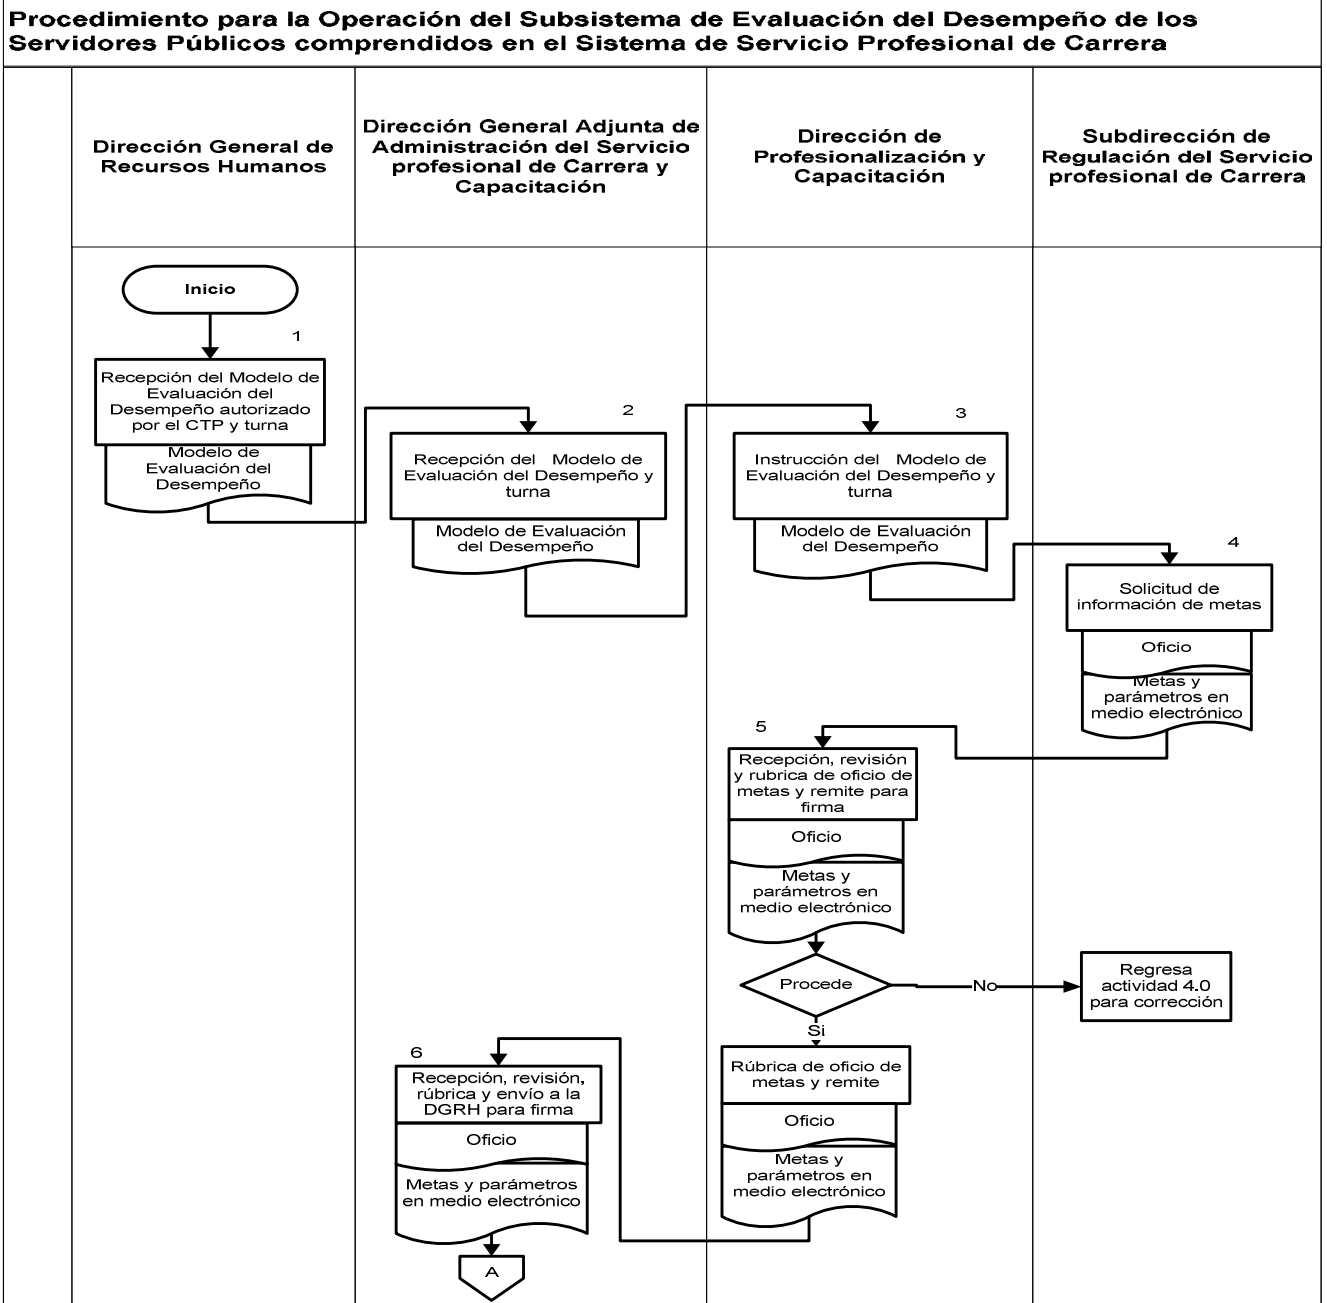 Procedimiento para la Operación del Subsistema de Evaluación del Desempeño de los
Servidores Públicos comprendidos en el Sistema de Servicio Profesional de Carrera
Dirección General de
Recursos Humanos
Dirección General Adjunta de
Administración del Servicio
profesional de Carrera y
Capacitación
Dirección de
Profesionalización y
Capacitación
Subdirección de
Regulación del Servicio
profesional de Carrera
Inicio
1
Recepción del Modelo de
Evaluación del
Desempeño autorizado
por el CTP y turna
Modelo de
Evaluación del
Desempeño
2
Recepción del Modelo de
Evaluación del Desempeño y
turna
Modelo de Evaluación
del Desempeño
3
Instrucción del Modelo de
Evaluación del Desempeño y
turna
Modelo de Evaluación
del Desempeño
4
Solicitud de
información de metas
Oficio
Metas y
parámetros en
medio electrónico
5
Recepción, revisión
y rubrica de oficio de
metas y remite para
firma
Oficio
Metas y
parámetros en
medio electrónico
Procede
No
Regresa
actividad 4.0
para corrección
Si
Rúbrica de oficio de
metas y remite
Oficio
Metas y
parámetros en
medio electrónico
6
Recepción, revisión,
rúbrica y envío a la
DGRH para firma
Oficio
Metas y parámetros
en medio electrónico
A